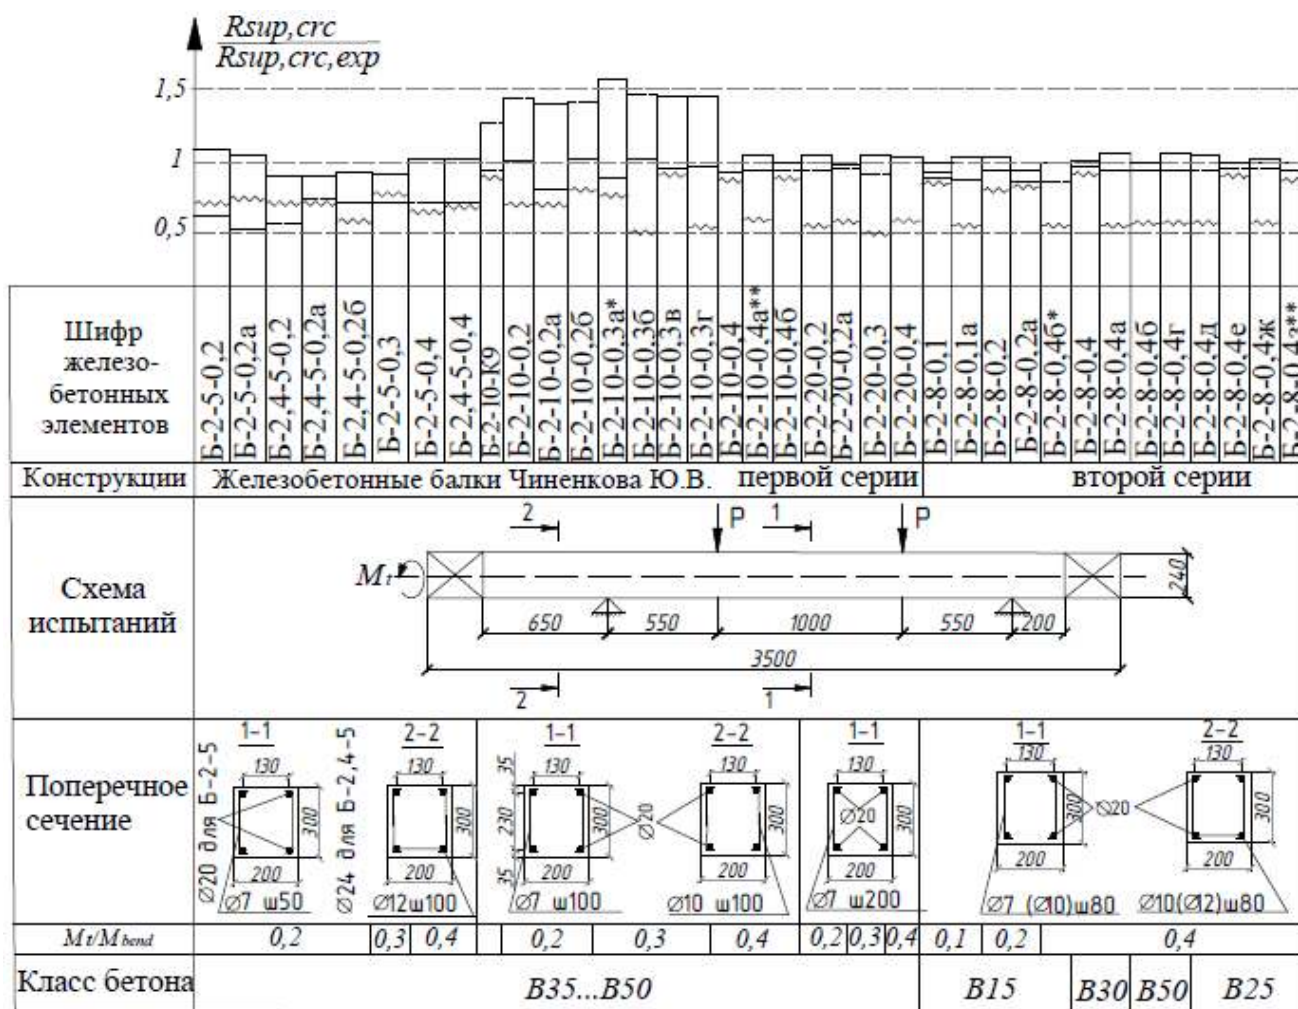 Rsup,crc
Rsup,crc,exp
1,5
1
0,5
Шифр
железо-
бетонных
элементов
Б-2-5-0,2
Б-2-5-0,2а
Б-2,4-5-0,2
Б-2,4-5-0,2а
Б-2,4-5-0,2б
Б-2-5-0,3
Б-2-5-0,4
Б-2,4-5-0,4
Б-2-10-К9
Б-2-10-0,2
Б-2-10-0,2а
Б-2-10-0,2б
Б-2-10-0,3а*
Б-2-10-0,3б
Б-2-10-0,3в
Б-2-10-0,3г
Б-2-10-0,4
Б-2-10-0,4а**
Б-2-10-0,4б
Б-2-20-0,2
Б-2-20-0,2а
Б-2-20-0,3
Б-2-20-0,4
Б-2-8-0,1
Б-2-8-0,1а
Б-2-8-0,2
Б-2-8-0,2а
Б-2-8-0,4б*
Б-2-8-0,4
Б-2-8-0,4а
Б-2-8-0,4б
Б-2-8-0,4г
Б-2-8-0,4д
Б-2-8-0,4е
Б-2-8-0,4ж
Б-2-8-0,4з**
Конструкции Железобетонные балки Чиненкова Ю.В. первой серии второй серии
Схема
испытаний
2 P 1 P
Mt
240
650 550 1000 550 200
3500
2 1
Поперечное
сечение
Ø20 для Б-2-5
1-1
130
300
200
Ø7 ш50
Ø24 для Б-2,4-5
2-2
130
300
200
Ø12ш100
1-1
35
130
230
300
35
200
Ø7 ш100
Ø20
2-2
130
300
200
Ø10 ш100
1-1
130
Ø20
300
200
Ø7 ш200
1-1
130
300
200
Ø7 (Ø10)ш80
Ø20
2-2
130
300
200
Ø10(Ø12)ш80
Mt/Mbend 0,2 0,3 0,4 0,2 0,3 0,4 0,2 0,3 0,4 0,1 0,2 0,4
Класс бетона В35...В50 В15 В30 В50 В25